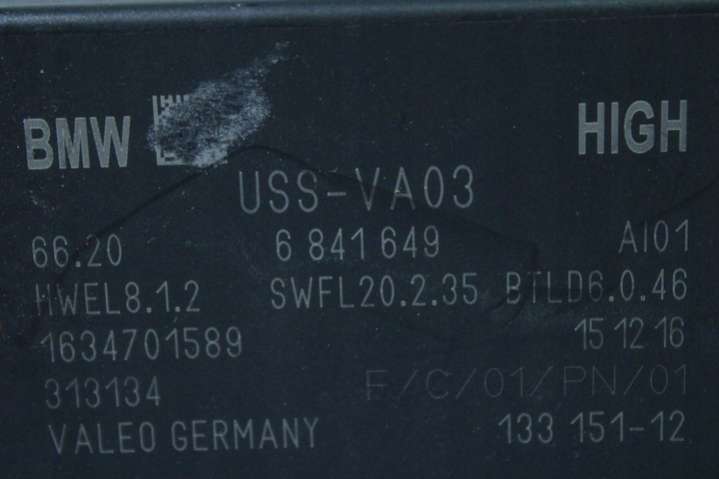 BMW HIGH
USS-VA03
66.20 6 841 649 AI01
HWEL8.1.2 SWFL20.2.35 BTLD6.0.46
1634701589 15 12 16
313134 F/C/01/PN/01
VALEO GERMANY 133 151-12